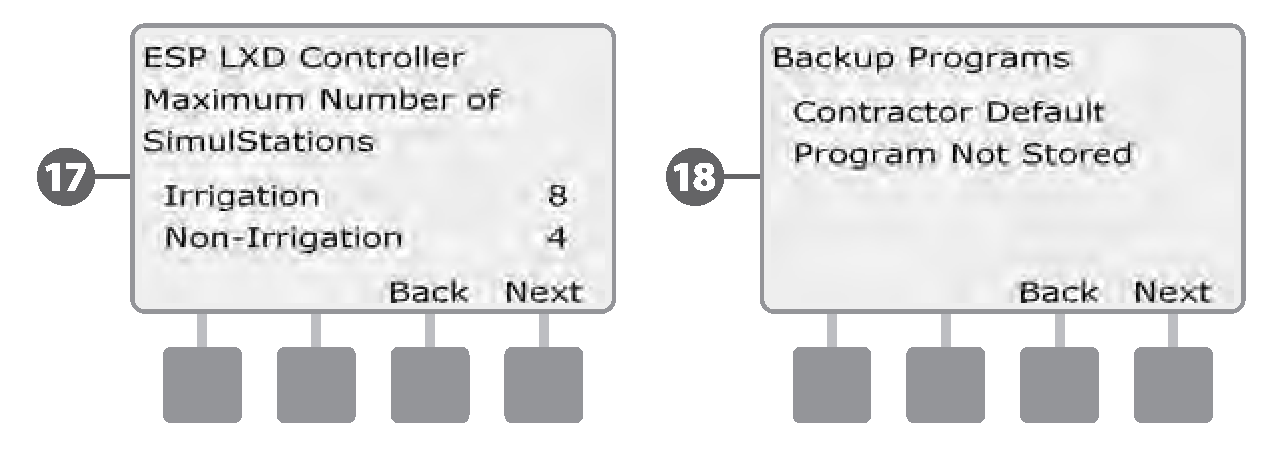 17
ESP LXD Controller
Maximum Number of
SimulStations
Irrigation 8
Non-Irrigation 4
Back Next
18
Backup Programs
Contractor Default
Program Not Stored
Back Next